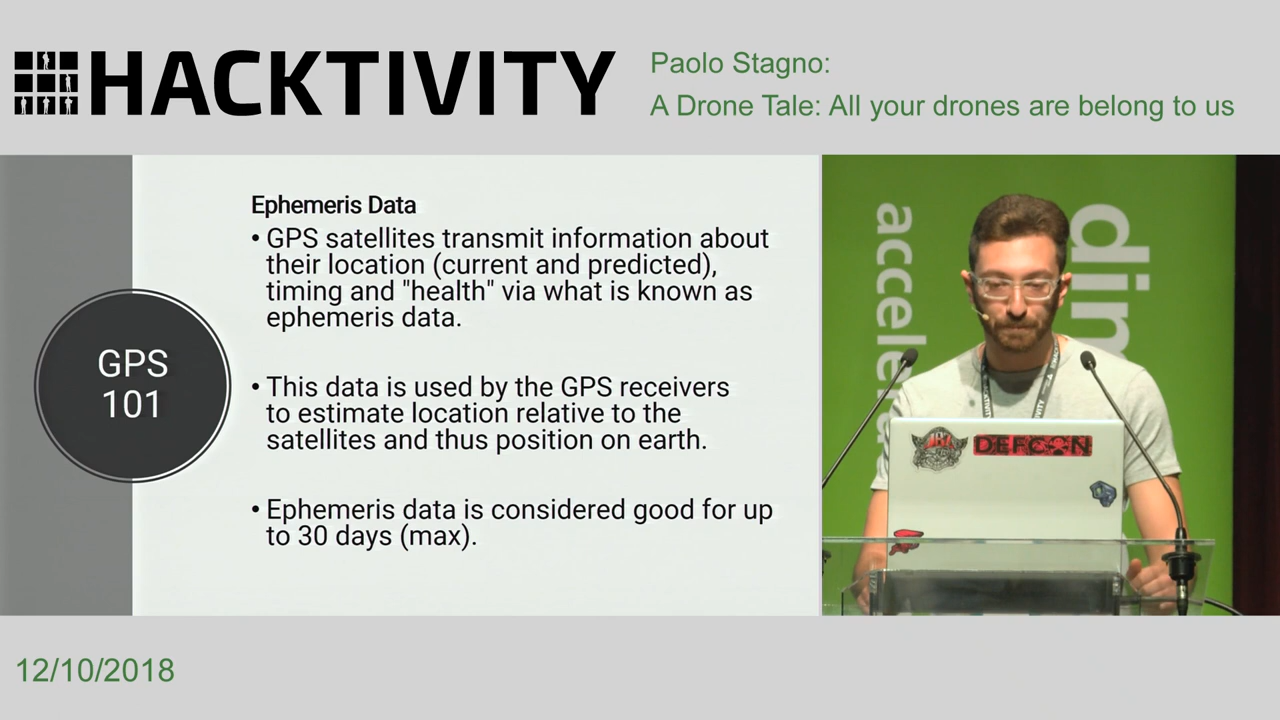 HACKTIVITY
Paolo Stagno:
A Drone Tale: All your drones are belong to us
Ephemeris Data
• GPS satellites transmit information about
their location (current and predicted),
timing and "health" via what is known as
ephemeris data.
GPS
101
• This data is used by the GPS receivers
to estimate location relative to the
satellites and thus position on earth.
• Ephemeris data is considered good for up
to 30 days (max).
accele
dim
DEFCON
12/10/2018